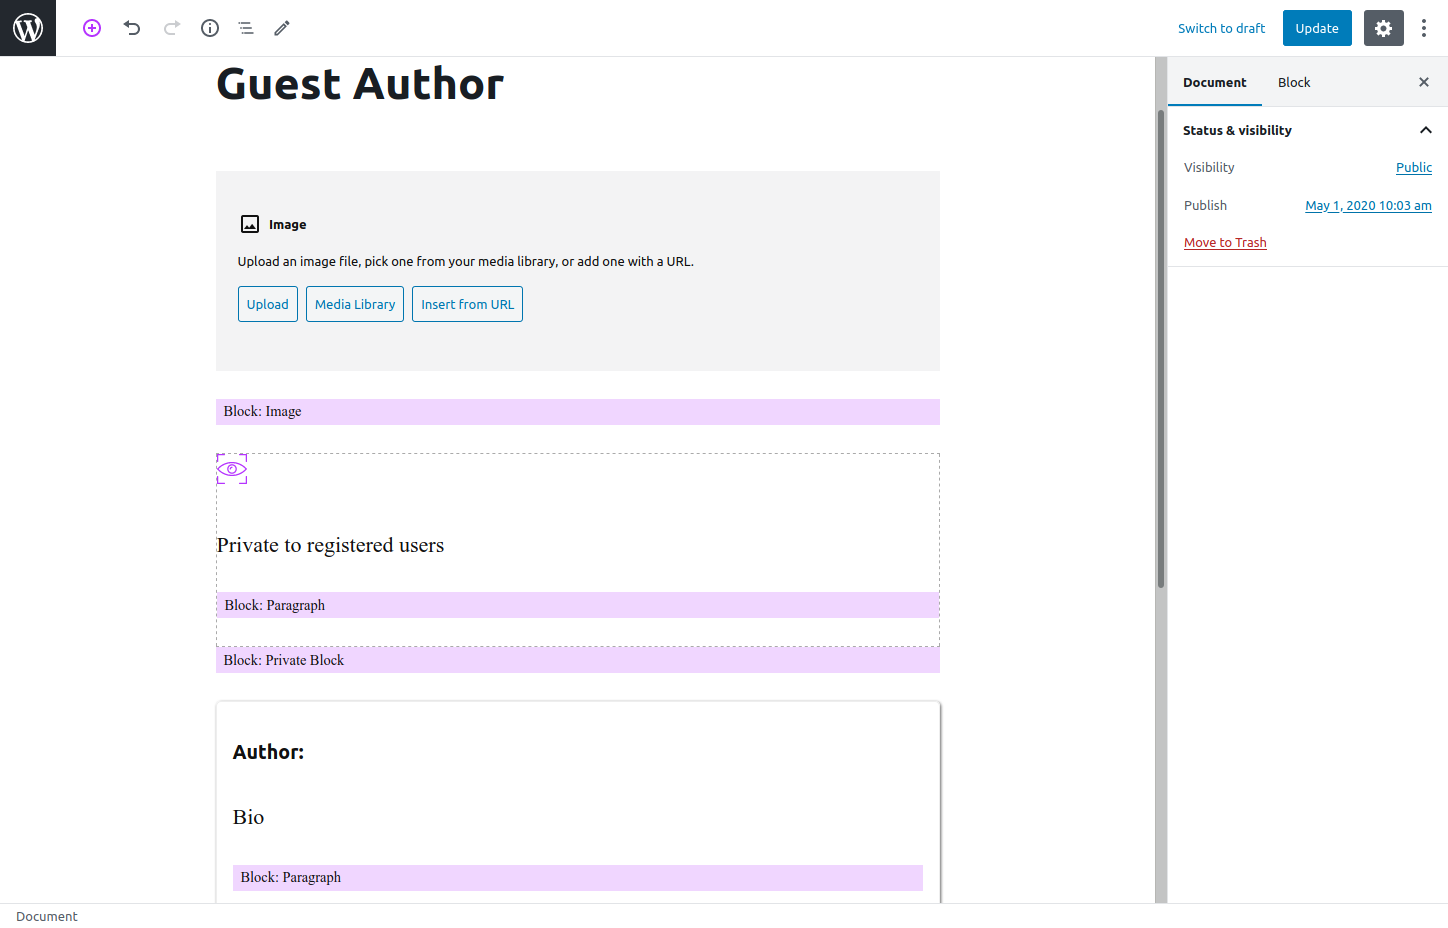 Switch to draft
Update
Guest Author
Document
Block
Status & visibility
Visibility
Public
Publish
May 1, 2020 10:03 am
Move to Trash
Image
Upload an image file, pick one from your media library, or add one with a URL.
Upload
Media Library
Insert from URL
Block: Image
Private to registered users
Block: Paragraph
Block: Private Block
Author:
Bio
Block: Paragraph
Document